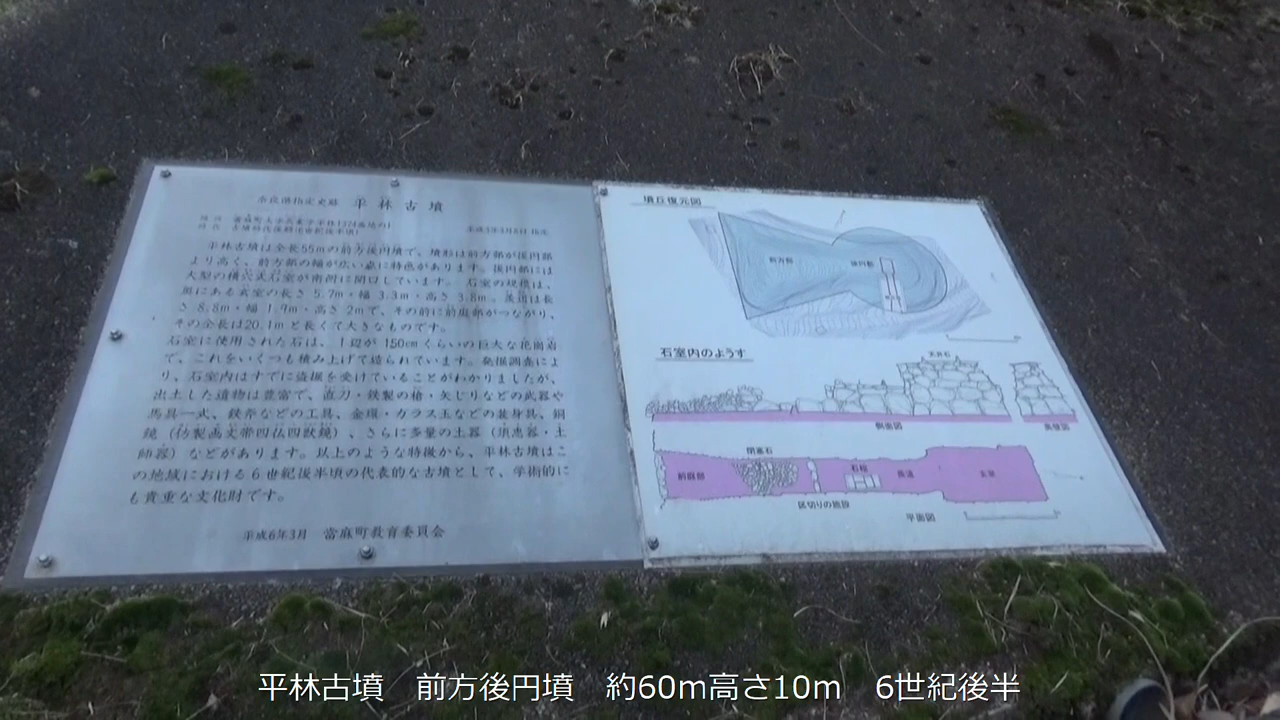 奈良県指定史跡 平林古墳
平林古墳は全長55mの前方後円墳で、墳形は前方部が後円部
より高く、前方部の幅が広い点に特色があります。後円部には
大型の横穴式石室が南側に開口しています。石室の規模は、
奥にある玄室の長さ5.7m・幅3.3m・高さ3.8m。羨道は長
さ8.8m・幅1.9m・高さ2mで、その前に前庭部がつながり、
その全長は20.1mと長くて大きなものです。
石室に使用された石は、1辺が150㎝くらいの巨大な花崗岩
で、これをいくつも積み上げて造られています。発掘調査によ
り、石室内はすでに盗掘を受けていることがわかりましたが、
出土した遺物は豊富で、直刀・鉄製の槍・矢じりなどの武器や
馬具一式、鉄斧などの工具、金環・ガラス玉などの装身具、銅
鏡（仿製画文帯四仏四獣鏡）、さらに多量の土器（須恵器・土
師器）などがあります。以上のような特徴から、平林古墳はこ
の地域における6世紀後半頃の代表的な古墳として、学術的に
も貴重な文化財です。
平成6年3月 當麻町教育委員会
墳丘復元図
前方部
後円部
石室内のようす
天井石
側面図
奥壁図
閉塞石
前庭部
石棺
羨道
玄室
区切りの施設
平面図
平林古墳 前方後円墳 約60m高さ10m 6世紀後半